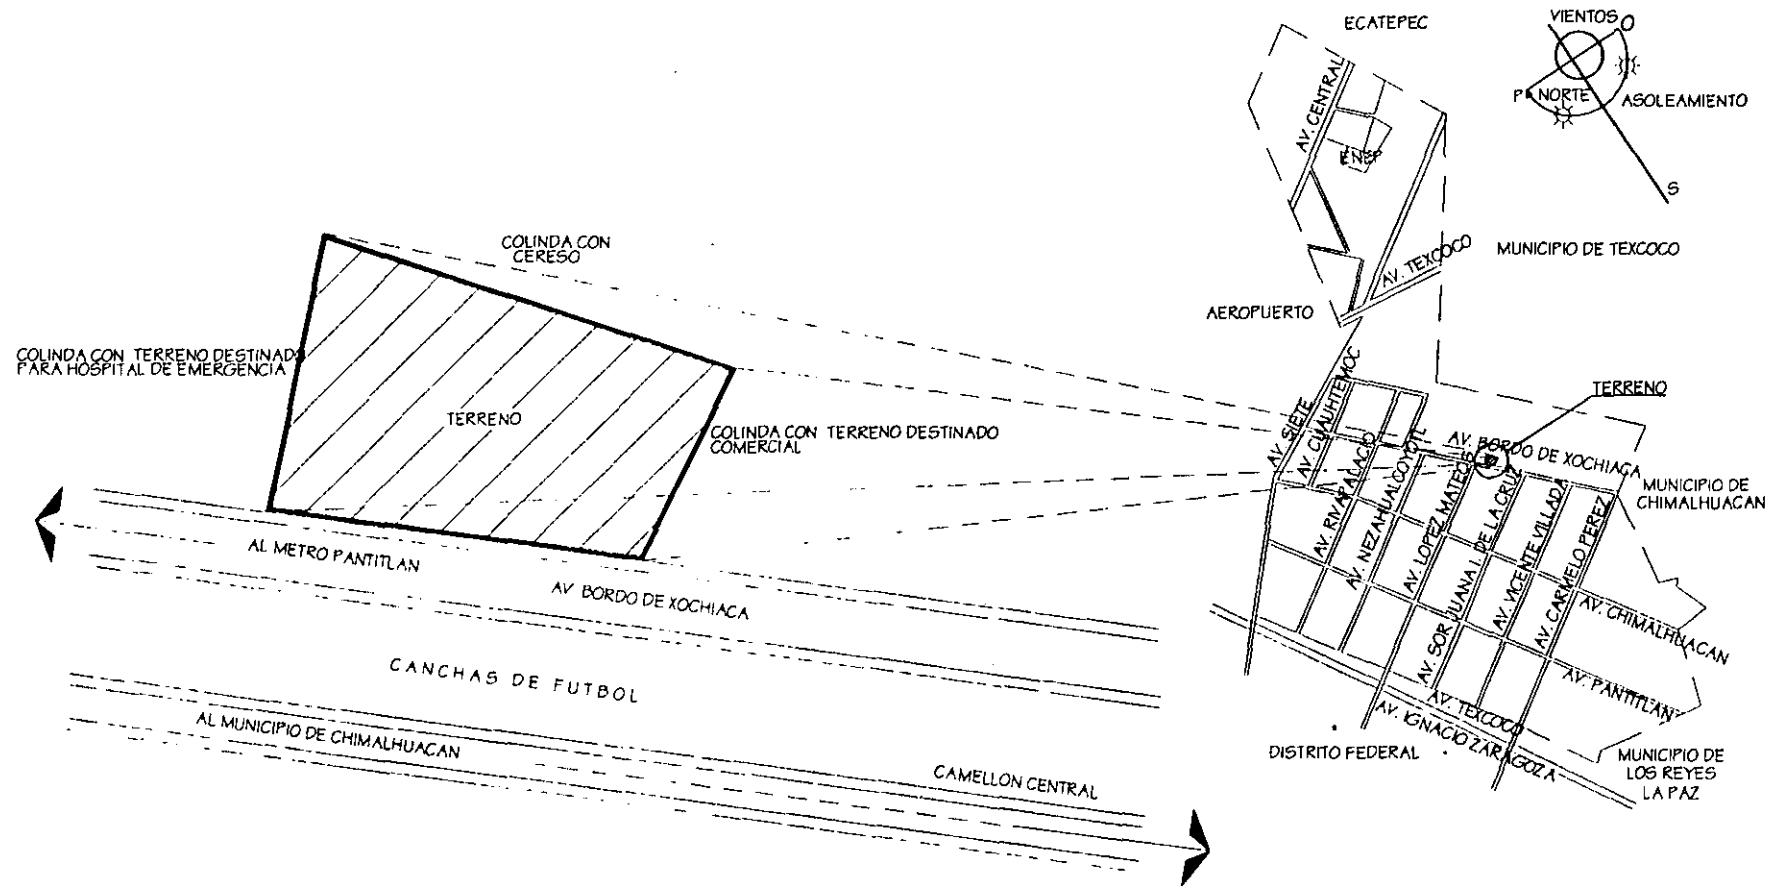 ECATEPEC
VIENTOS
O
P
NORTE
ASOLEAMIENTO
S
AV. CENTRAL
ENEP
AV. TEXCOCO
MUNICIPIO DE TEXCOCO
AEROPUERTO
COLINDA CON
CERESO
COLINDA CON TERRENO DESTINADO
PARA HOSPITAL DE EMERGENCIA
TERRENO
COLINDA CON TERRENO DESTINADO
COMERCIAL
TERRENO
AV. SIETE
AV. CUAUHTEMOC
AV. RIVAPALACIO
AV. NEZAHUALCOYOTL
AV. LOPEZ MATEOS
AV. SOR JUANA I. DE LA CRUZ
AV. VICENTE VILLADA
AV. CARMELO PEREZ
AV. BORDO DE XOCHIACA
MUNICIPIO DE
CHIMALHUACAN
AV. CHIMALHUACAN
AV. PANTITLAN
AV. TEXCOCO
AV. IGNACIO ZARAGOZA
DISTRITO FEDERAL
MUNICIPIO DE
LOS REYES
LA PAZ
AL METRO PANTITLAN
AV BORDO DE XOCHIACA
CANCHAS DE FUTBOL
AL MUNICIPIO DE CHIMALHUACAN
CAMELLON CENTRAL